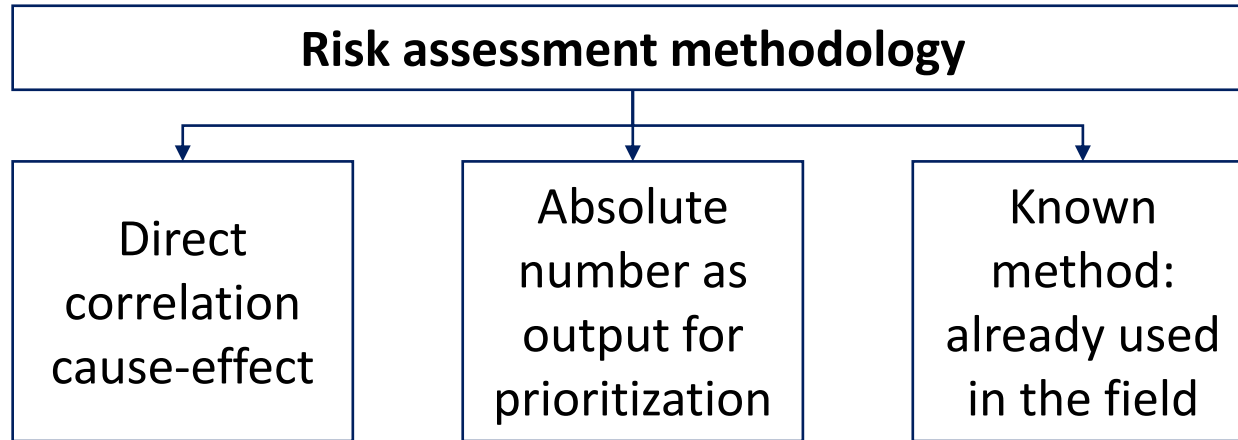 Risk assessment methodology
Direct
correlation
cause-effect
Absolute
number as
output for
prioritization
Known
method:
already used
in the field